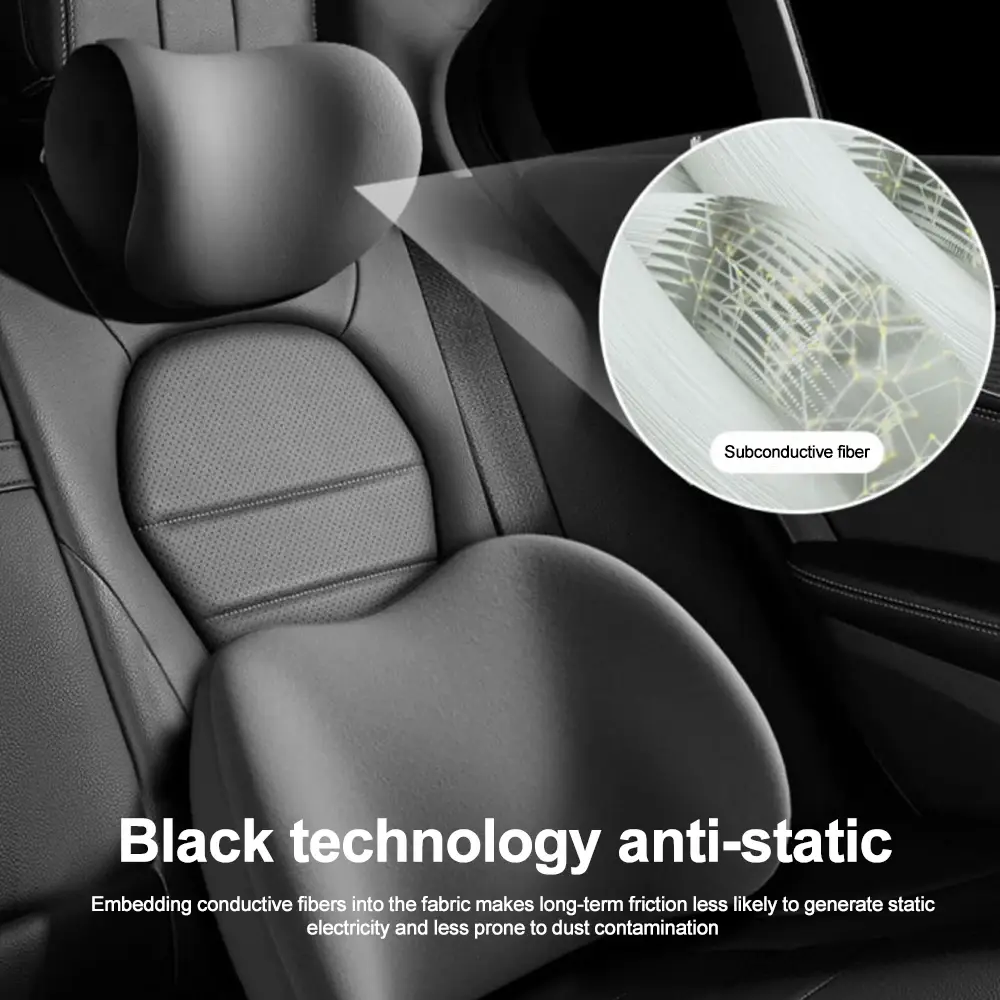 Subconductive fiber
Black technology anti-static
Embedding conductive fibers into the fabric makes long-term friction less likely to generate static
electricity and less prone to dust contamination